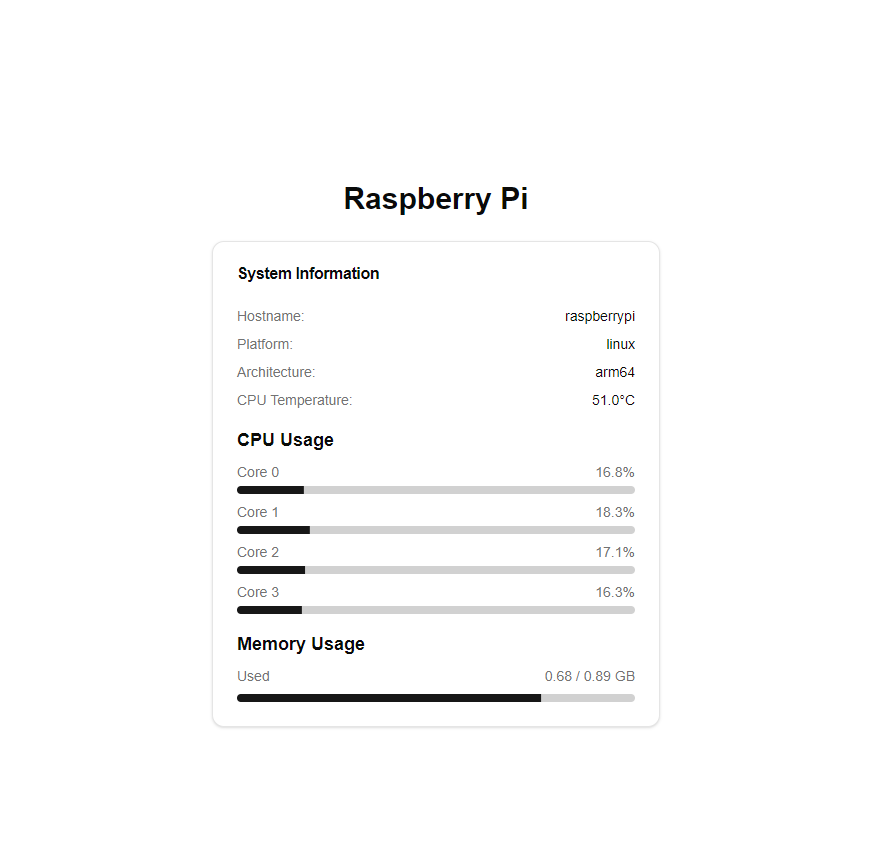 Raspberry Pi
System Information
Hostname: raspberrypi
Platform: linux
Architecture: arm64
CPU Temperature: 51.0°C
CPU Usage
Core 0 16.8%
Core 1 18.3%
Core 2 17.1%
Core 3 16.3%
Memory Usage
Used 0.68 / 0.89 GB